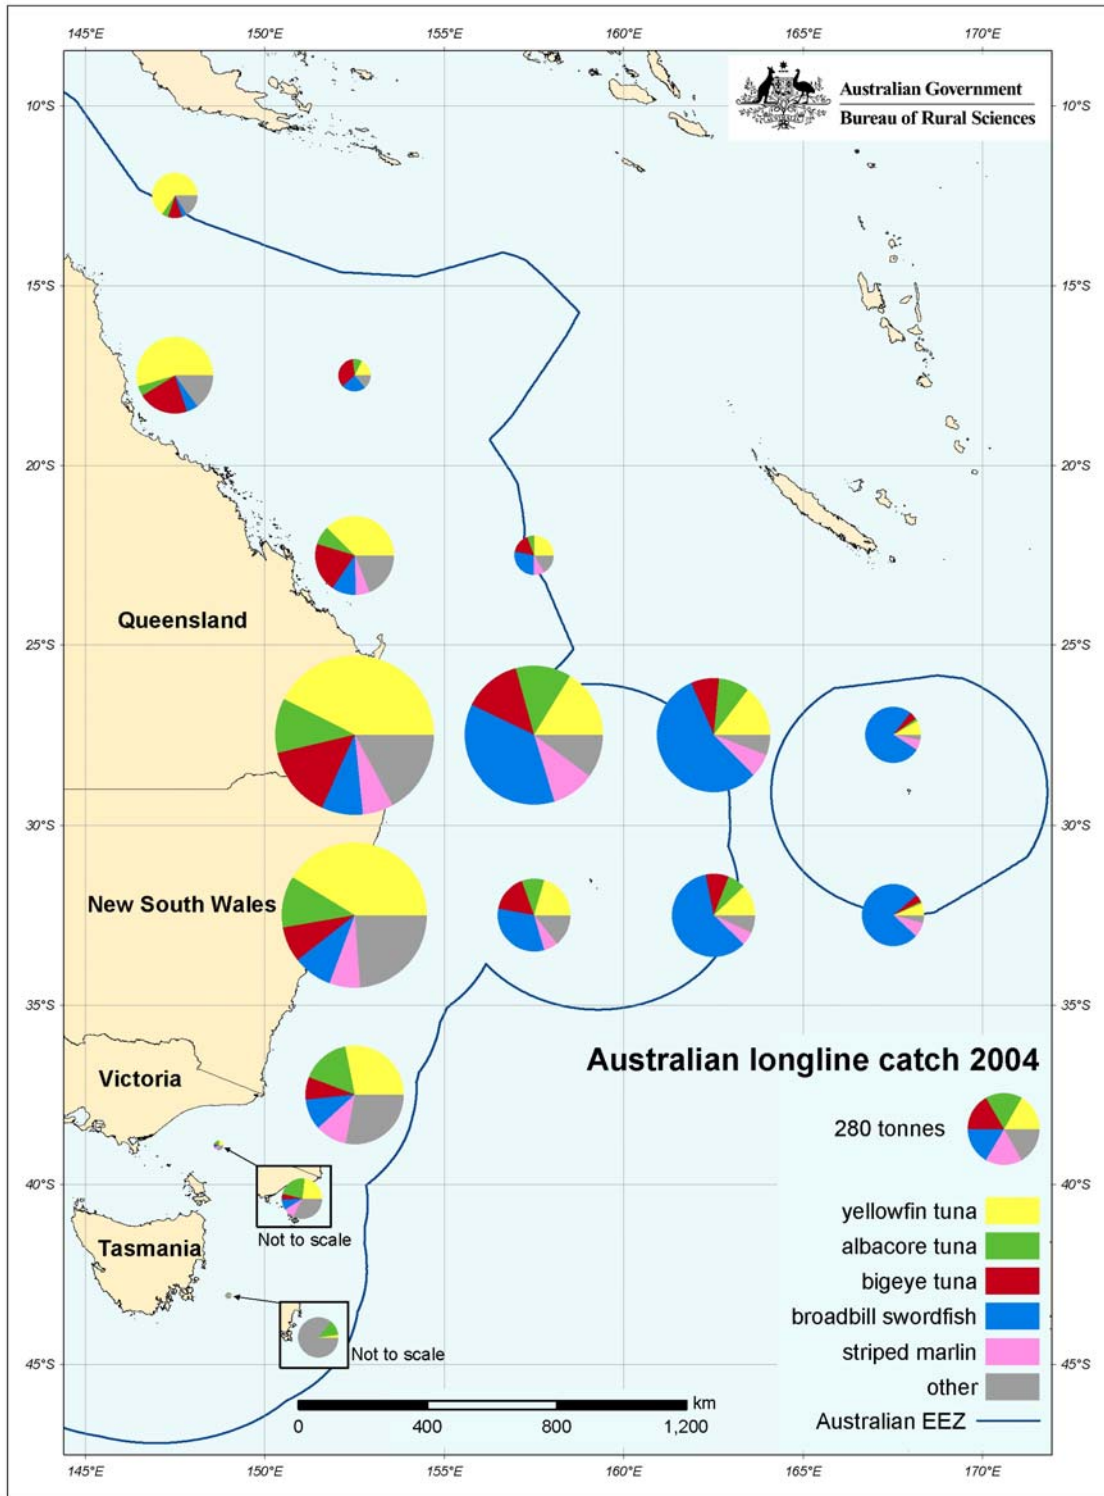 145°E 150°E 155°E 160°E 165°E 170°E
Australian Government
Bureau of Rural Sciences
10°S 10°S
15°S 15°S
20°S 20°S
Queensland
25°S 25°S
30°S 30°S
New South Wales
35°S 35°S
Australian longline catch 2004
Victoria
280 tonnes
40°S 40°S
yellowfin tuna
Not to scale
albacore tuna
Tasmania
bigeye tuna
broadbill swordfish
Not to scale
striped marlin
45°S 45°S
other
km
0 400 800 1,200
Australian EEZ
145°E 150°E 155°E 160°E 165°E 170°E